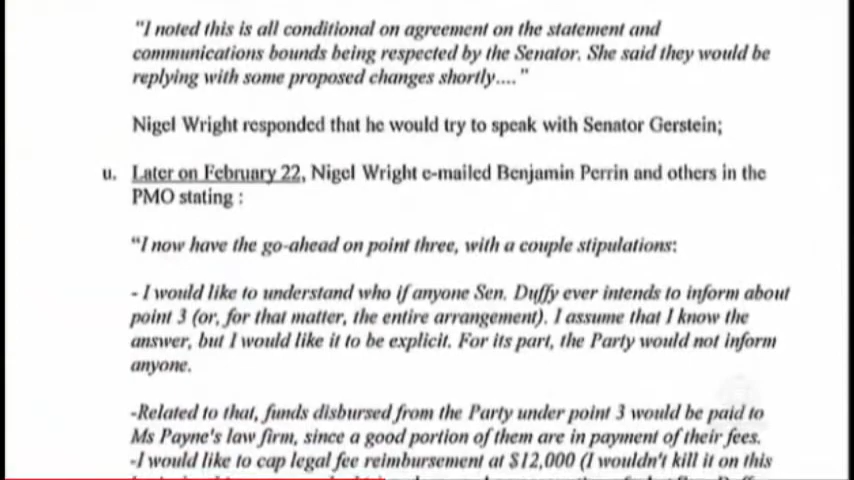 "I noted this is all conditional on agreement on the statement and
communications bounds being respected by the Senator. She said they would be
replying with some proposed changes shortly...."
Nigel Wright responded that he would try to speak with Senator Gerstein;
u. Later on February 22, Nigel Wright e-mailed Benjamin Perrin and others in the
PMO stating :
"I now have the go-ahead on point three, with a couple stipulations:
- I would like to understand who if anyone Sen. Duffy ever intends to inform about
point 3 (or, for that matter, the entire arrangement). I assume that I know the
answer, but I would like it to be explicit. For its part, the Party would not inform
anyone.
-Related to that, funds disbursed from the Party under point 3 would be paid to
Ms Payne's law firm, since a good portion of them are in payment of their fees.
-I would like to cap legal fee reimbursement at $12,000 (I wouldn't kill it on this